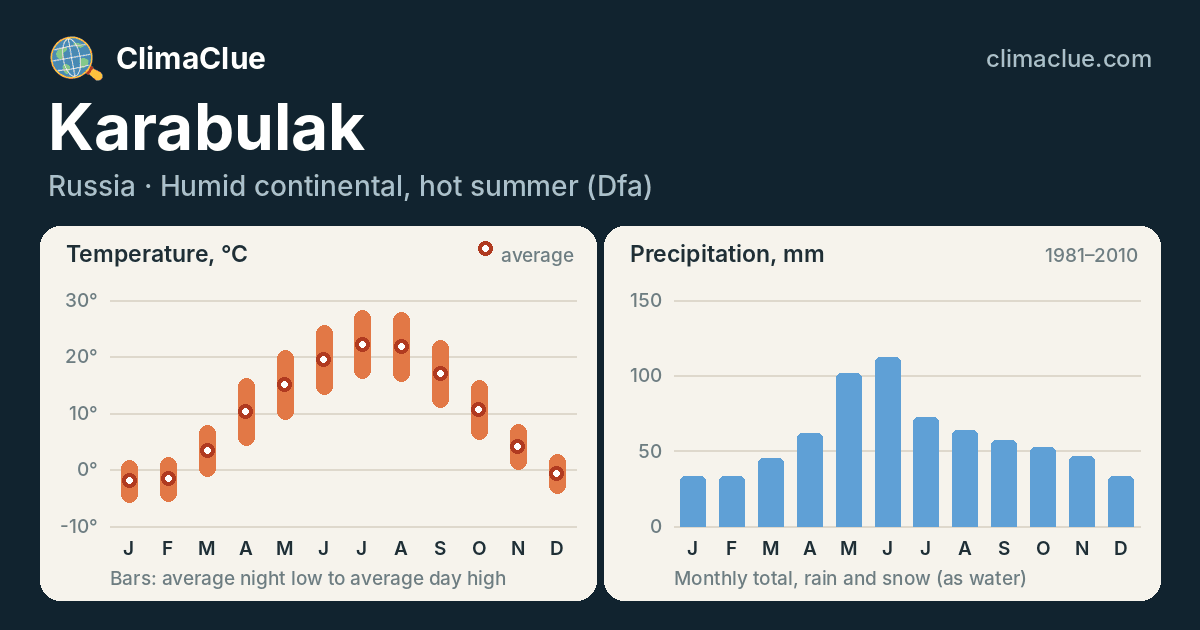 ClimaClue
climaclue.com
Karabulak
Russia · Humid continental, hot summer (Dfa)
Temperature, °C
average
30°
20°
10°
0°
-10°
J F M A M J J A S O N D
Bars: average night low to average day high
Precipitation, mm
1981–2010
150
100
50
0
J F M A M J J A S O N D
Monthly total, rain and snow (as water)